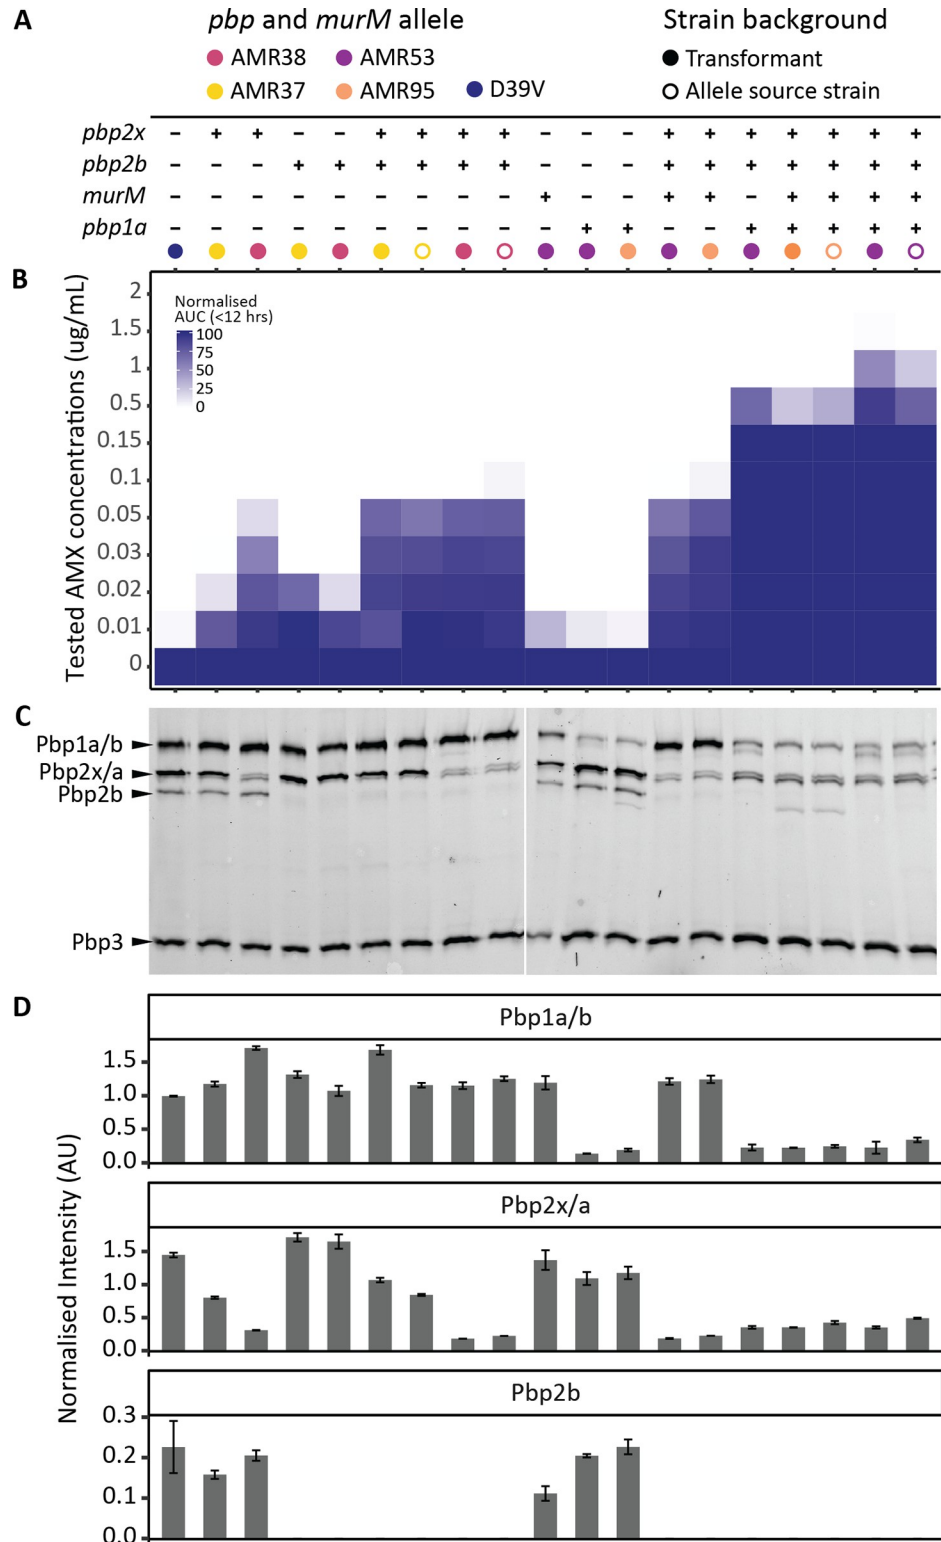 A
pbp and murM allele
Strain background
AMR38
AMR53
Transformant
AMR37
AMR95
D39V
Allele source strain
pbp2x – + + – – + + + + – – – + + + + + + +
pbp2b – – – + + + + + + – – – + + + + + + +
murM – – – – – – – – – + – – + + – + + + +
pbp1a – – – – – – – – – – + + – – + + + + +
B
Tested AMX concentrations (ug/mL)
2
1.5
1
0.5
0.15
0.1
0.05
0.03
0.02
0.01
0
Normalised
AUC (<12 hrs)
100
75
50
25
0
C
Pbp1a/b
Pbp2x/a
Pbp2b
Pbp3
D
Normalised Intensity (AU)
Pbp1a/b
1.5
1.0
0.5
0.0
Pbp2x/a
1.5
1.0
0.5
0.0
Pbp2b
0.3
0.2
0.1
0.0